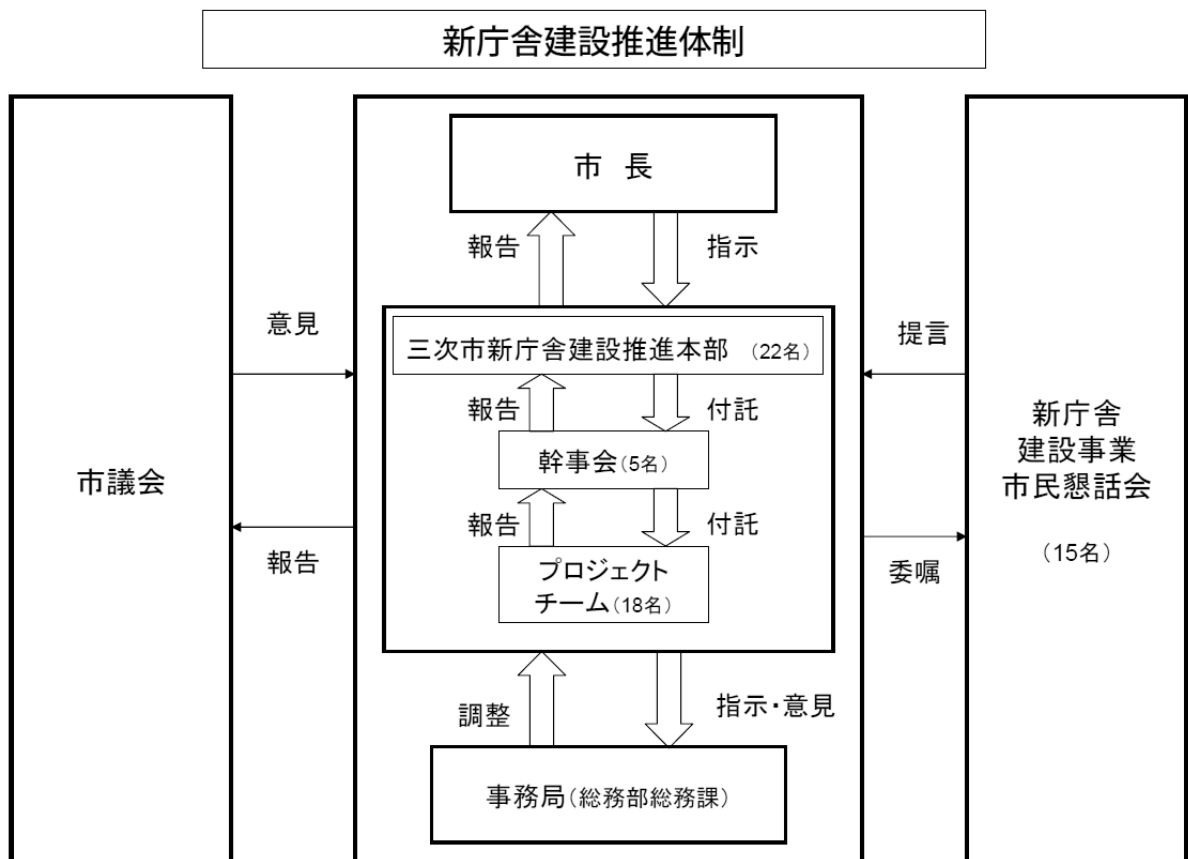 新庁舎建設推進体制
市長
報告
指示
意見
三次市新庁舎建設推進本部 (22名)
提言
報告
付託
幹事会(5名)
市議会
新庁舎
建設事業
市民懇話会
(15名)
報告
付託
報告
プロジェクト
チーム(18名)
委嘱
調整
指示・意見
事務局(総務部総務課)